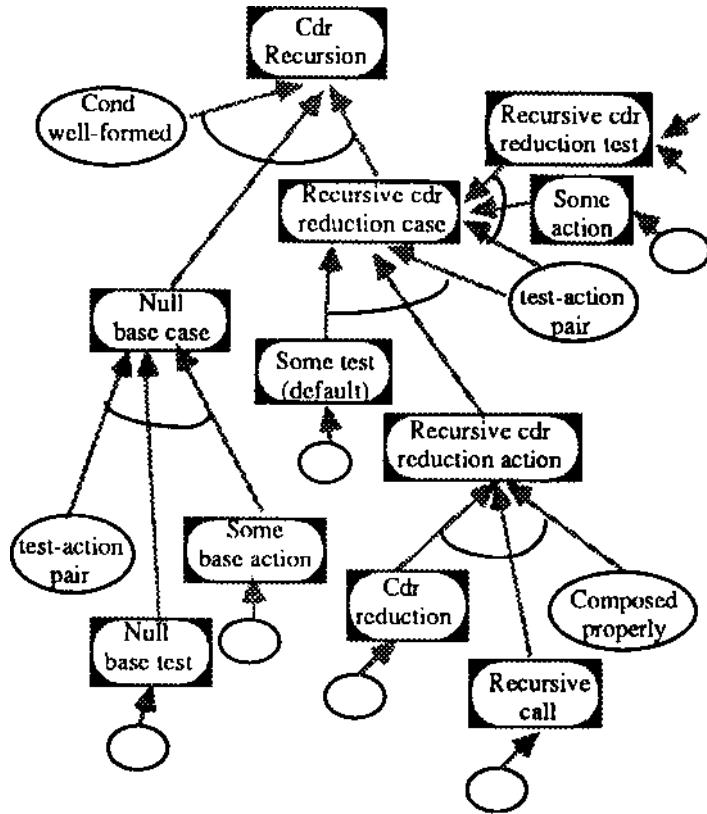 Cdr
Recursion
Cond
well-formed
Recursive cdr
reduction test
Recursive cdr
reduction case
Some
action
test-action
pair
Null
base case
Some test
(default)
Recursive cdr
reduction action
test-action
pair
Some
base action
Cdr
reduction
Composed
properly
Null
base test
Recursive
call